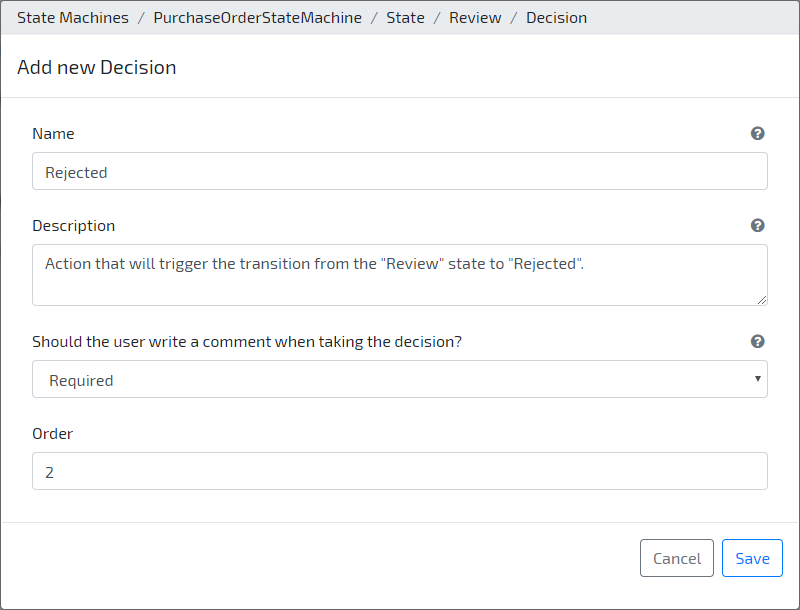 State Machines / PurchaseOrderStateMachine / State / Review / Decision
Add new Decision
Name
Rejected
Description
Action that will trigger the transition from the "Review" state to "Rejected".
Should the user write a comment when taking the decision?
Required
Order
2
Cancel Save